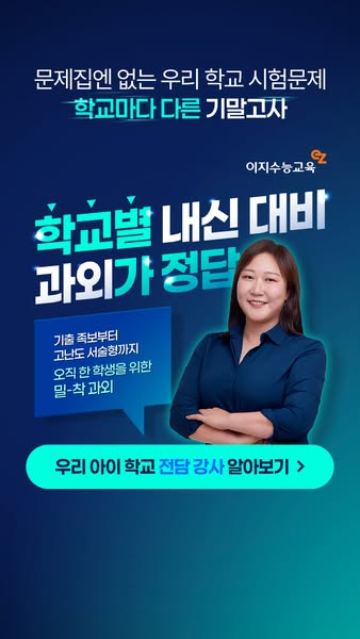 문제집엔 없는 우리 학교 시험문제
학교마다 다른 기말고사
이지수능교육
EZ
학교별 내신 대비
과외가 정답
기출 족보부터
고난도 서술형까지
오직 한 학생을 위한
밀-착 과외
우리 아이 학교 전담 강사 알아보기 >